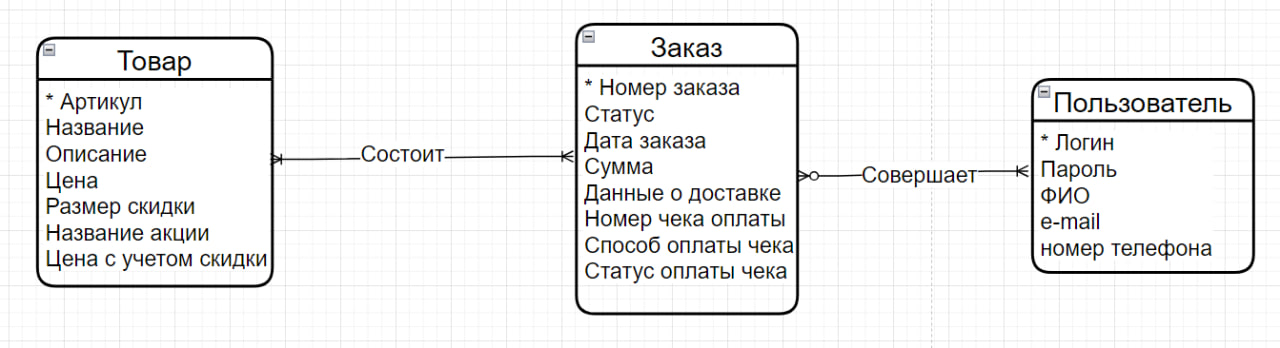 Товар
* Артикул
Название
Описание
Цена
Размер скидки
Название акции
Цена с учетом скидки
Состоит
Заказ
* Номер заказа
Статус
Дата заказа
Сумма
Данные о доставке
Номер чека оплаты
Способ оплаты чека
Статус оплаты чека
Совершает
Пользователь
* Логин
Пароль
ФИО
e-mail
номер телефона